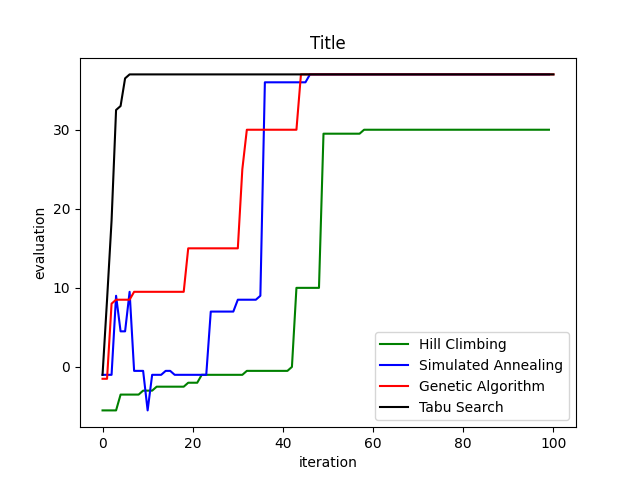 Title
evaluation
30
20
10
0
0 20 40 60 80 100
iteration
Hill Climbing
Simulated Annealing
Genetic Algorithm
Tabu Search